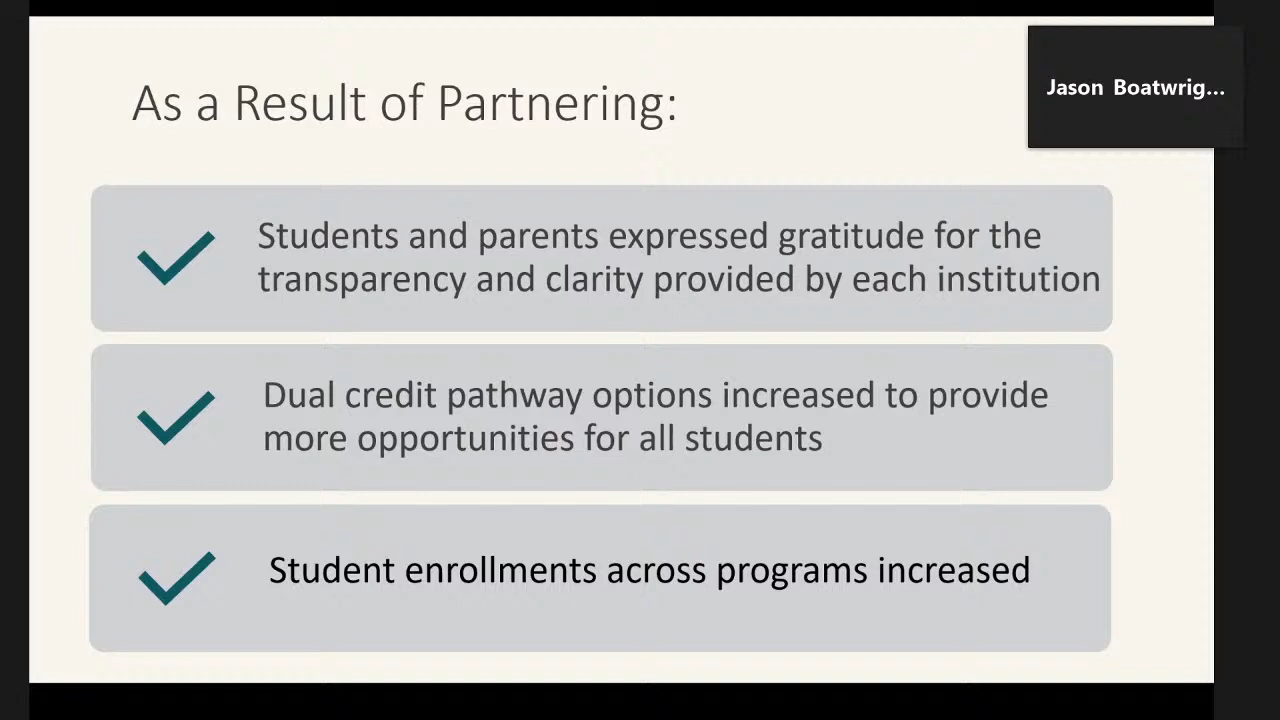 As a Result of Partnering:
Jason Boatwrig...
Students and parents expressed gratitude for the
transparency and clarity provided by each institution
Dual credit pathway options increased to provide
more opportunities for all students
Student enrollments across programs increased